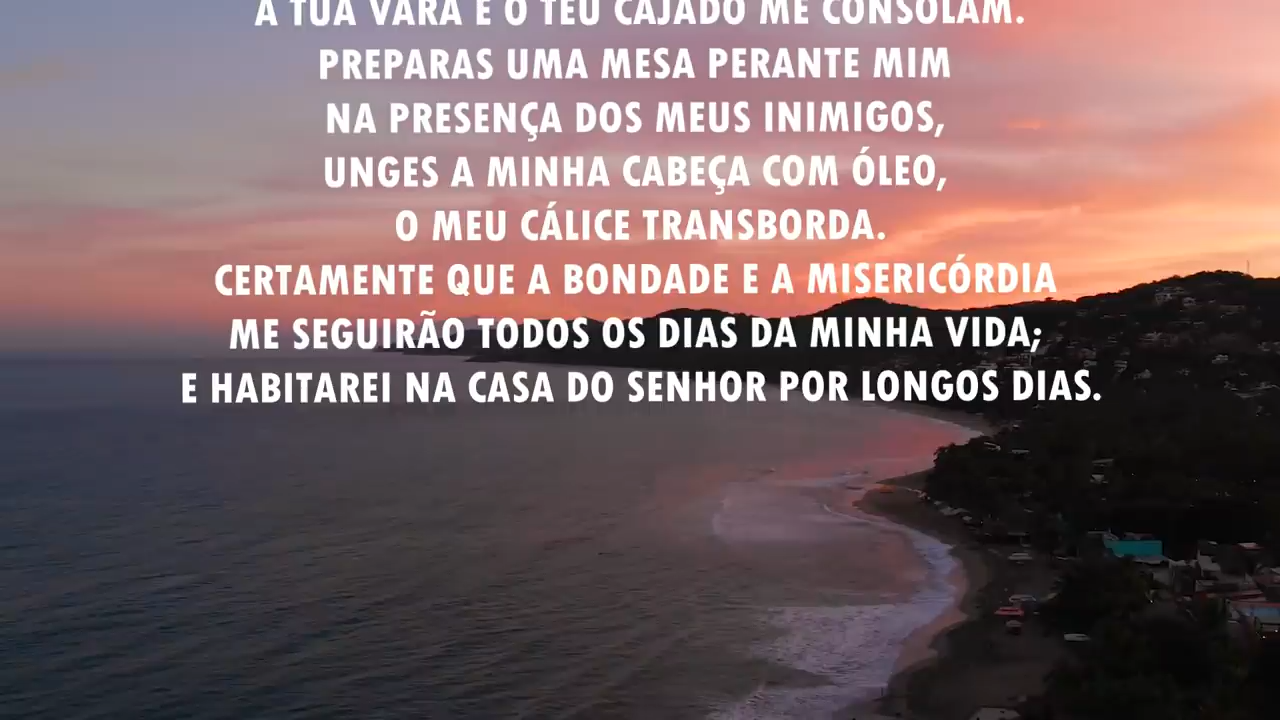 A TUA VARA E O TEU CAJADO ME CONSOLAM.
PREPARAS UMA MESA PERANTE MIM
NA PRESENÇA DOS MEUS INIMIGOS,
UNGES A MINHA CABEÇA COM ÓLEO,
O MEU CÁLICE TRANSBORDA.
CERTAMENTE QUE A BONDADE E A MISERICÓRDIA
ME SEGUIRÃO TODOS OS DIAS DA MINHA VIDA;
E HABITAREI NA CASA DO SENHOR POR LONGOS DIAS.